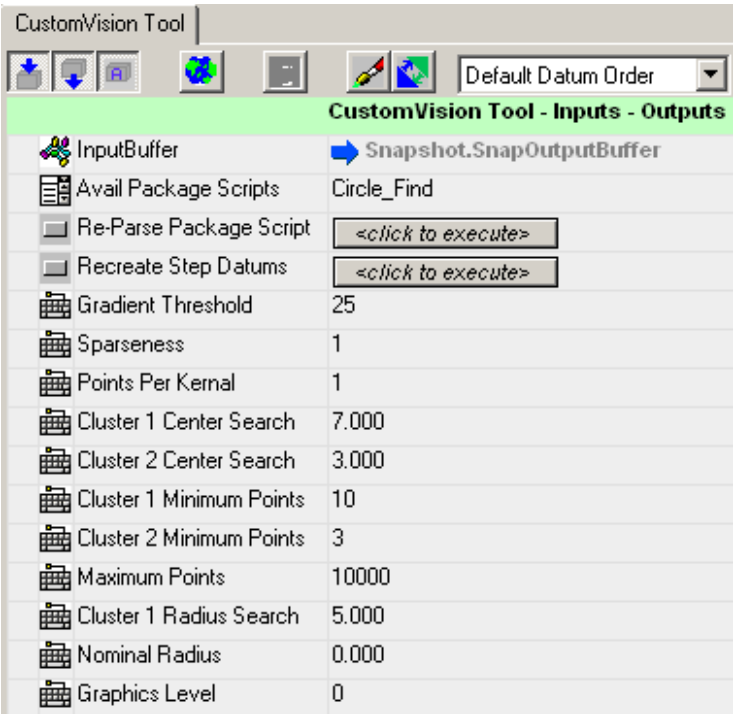 CustomVision Tool
A
Default Datum Order
CustomVision Tool - Inputs - Outputs
InputBuffer Snapshot.SnapOutputBuffer
Avail Package Scripts Circle_Find
Re-Parse Package Script <click to execute>
Recreate Step Datums <click to execute>
Gradient Threshold 25
Sparseness 1
Points Per Kernal 1
Cluster 1 Center Search 7.000
Cluster 2 Center Search 3.000
Cluster 1 Minimum Points 10
Cluster 2 Minimum Points 3
Maximum Points 10000
Cluster 1 Radius Search 5.000
Nominal Radius 0.000
Graphics Level 0